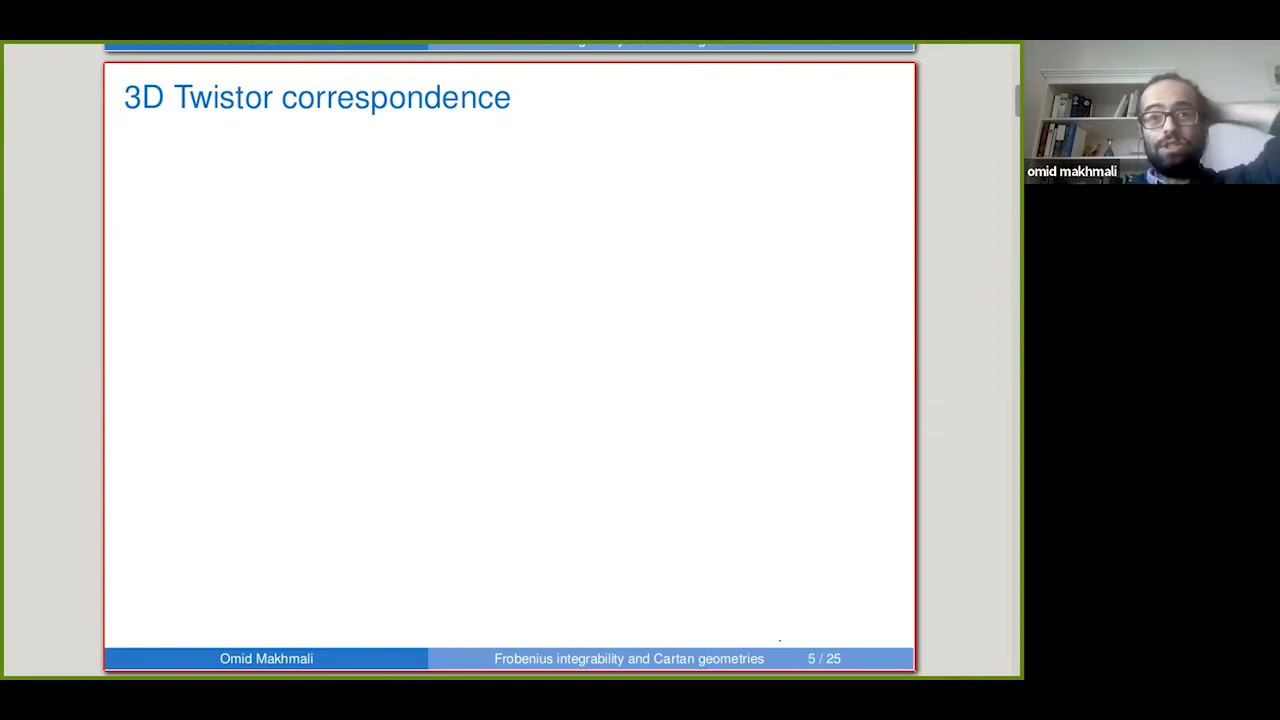 3D Twistor correspondence
omid makhmali
Omid Makhmali
Frobenius integrability and Cartan geometries
5 / 25